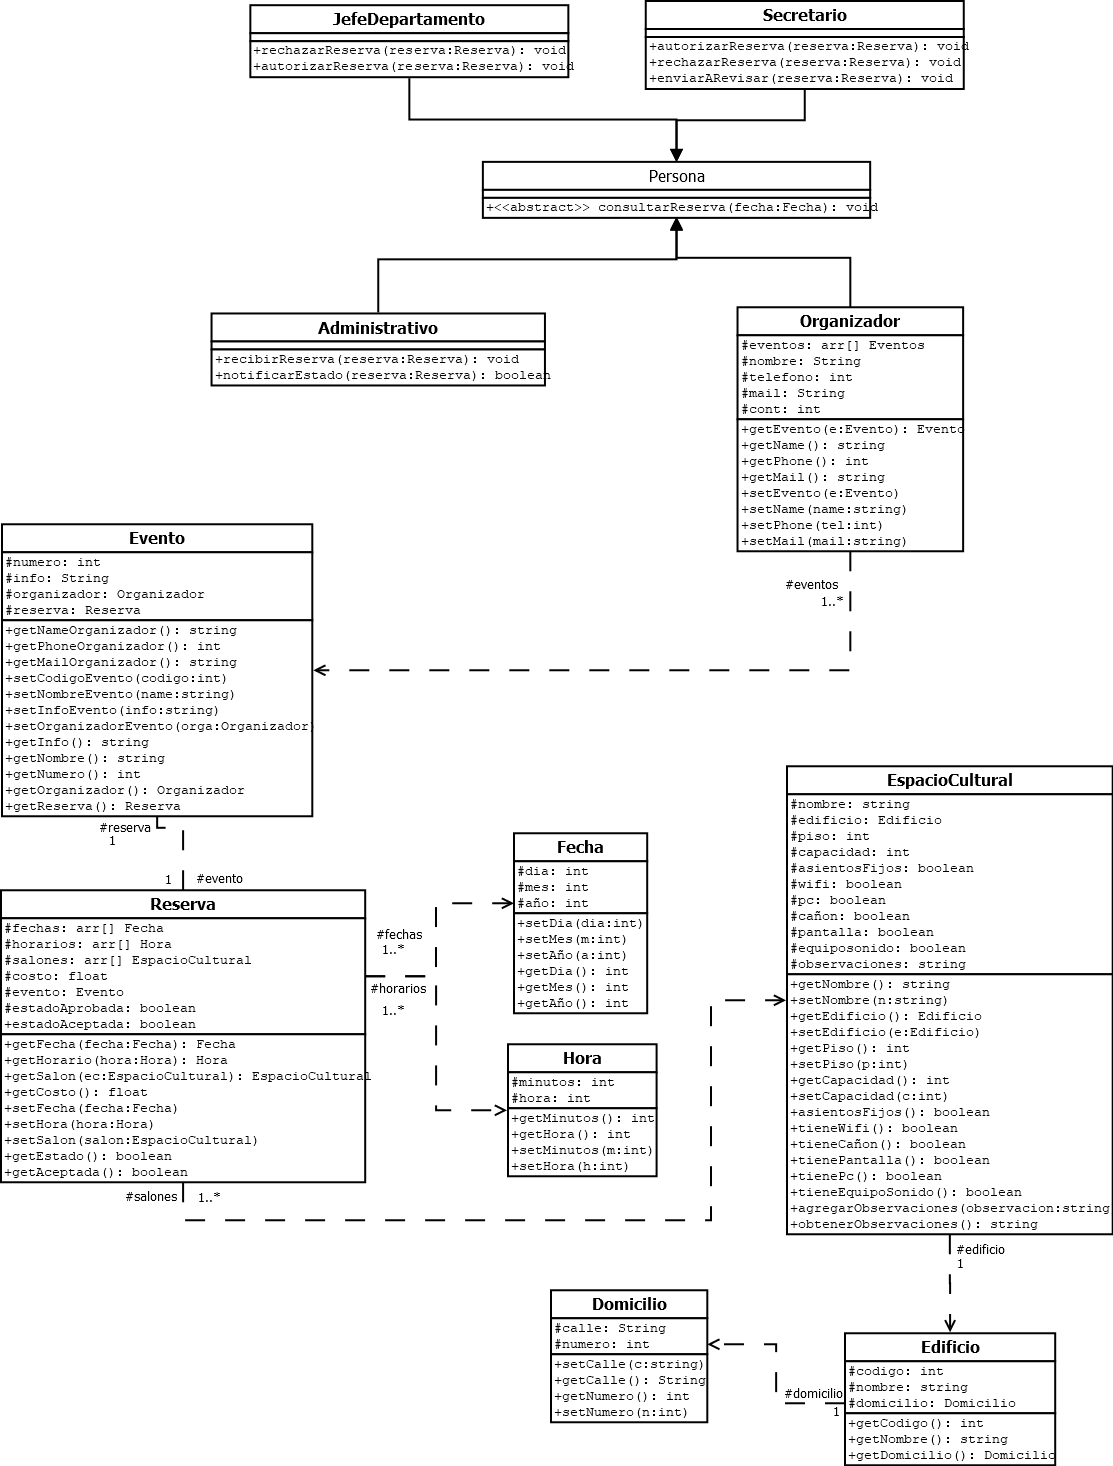 JefeDepartamento
+rechazarReserva(reserva:Reserva): void
+autorizarReserva(reserva:Reserva): void
Secretario
+autorizarReserva(reserva:Reserva): void
+rechazarReserva(reserva:Reserva): void
+enviarARevisar(reserva:Reserva): void
Persona
+<<abstract>> consultarReserva(fecha:Fecha): void
Administrativo
+recibirReserva(reserva:Reserva): void
+notificarEstado(reserva:Reserva): boolean
Organizador
#eventos: arr[] Eventos
#nombre: String
#telefono: int
#mail: String
#cont: int
+getEvento(e:Evento): Evento
+getName(): string
+getPhone(): int
+getMail(): string
+setEvento(e:Evento)
+setName(name:string)
+setPhone(tel:int)
+setMail(mail:string)
#eventos
1..*
Evento
#numero: int
#info: String
#organizador: Organizador
#reserva: Reserva
+getNameOrganizador(): string
+getPhoneOrganizador(): int
+getMailOrganizador(): string
+setCodigoEvento(codigo:int)
+setNombreEvento(name:string)
+setInfoEvento(info:string)
+setOrganizadorEvento(orga:Organizador)
+getInfo(): string
+getNombre(): string
+getNumero(): int
+getOrganizador(): Organizador
+getReserva(): Reserva
#reserva
1
1
#evento
Reserva
#fechas: arr[] Fecha
#horarios: arr[] Hora
#salones: arr[] EspacioCultural
#costo: float
#evento: Evento
#estadoAprobada: boolean
+estadoAceptada: boolean
+getFecha(fecha:Fecha): Fecha
+getHorario(hora:Hora): Hora
+getSalon(ec:EspacioCultural): EspacioCultural
+getCosto(): float
+setFecha(fecha:Fecha)
+setHora(hora:Hora)
+setSalon(salon:EspacioCultural)
+getEstado(): boolean
+getAceptada(): boolean
#fechas
1..*
#horarios
1..*
#salones
1..*
Fecha
#dia: int
#mes: int
#año: int
+setDia(dia:int)
+setMes(m:int)
+setAño(a:int)
+getDia(): int
+getMes(): int
+getAño(): int
Hora
#minutos: int
#hora: int
+getMinutos(): int
+getHora(): int
+setMinutos(m:int)
+setHora(h:int)
EspacioCultural
#nombre: string
#edificio: Edificio
#piso: int
#capacidad: int
#asientosFijos: boolean
#wifi: boolean
#pc: boolean
#cañon: boolean
#pantalla: boolean
#equiposonido: boolean
#observaciones: string
+getNombre(): string
+setNombre(n:string)
+getEdificio(): Edificio
+setEdificio(e:Edificio)
+getPiso(): int
+setPiso(p:int)
+getCapacidad(): int
+setCapacidad(c:int)
+asientosFijos(): boolean
+tieneWifi(): boolean
+tieneCañon(): boolean
+tienePantalla(): boolean
+tienePc(): boolean
+tieneEquipoSonido(): boolean
+agregarObservaciones(observacion:string
+obtenerObservaciones(): string
#edificio
1
Domicilio
#calle: String
#numero: int
+setCalle(c:string)
+getCalle(): String
+getNumero(): int
+setNumero(n:int)
#domicilio
1
Edificio
#codigo: int
#nombre: string
#domicilio: Domicilio
+getCodigo(): int
+getNombre(): string
+getDomicilio(): Domicilio